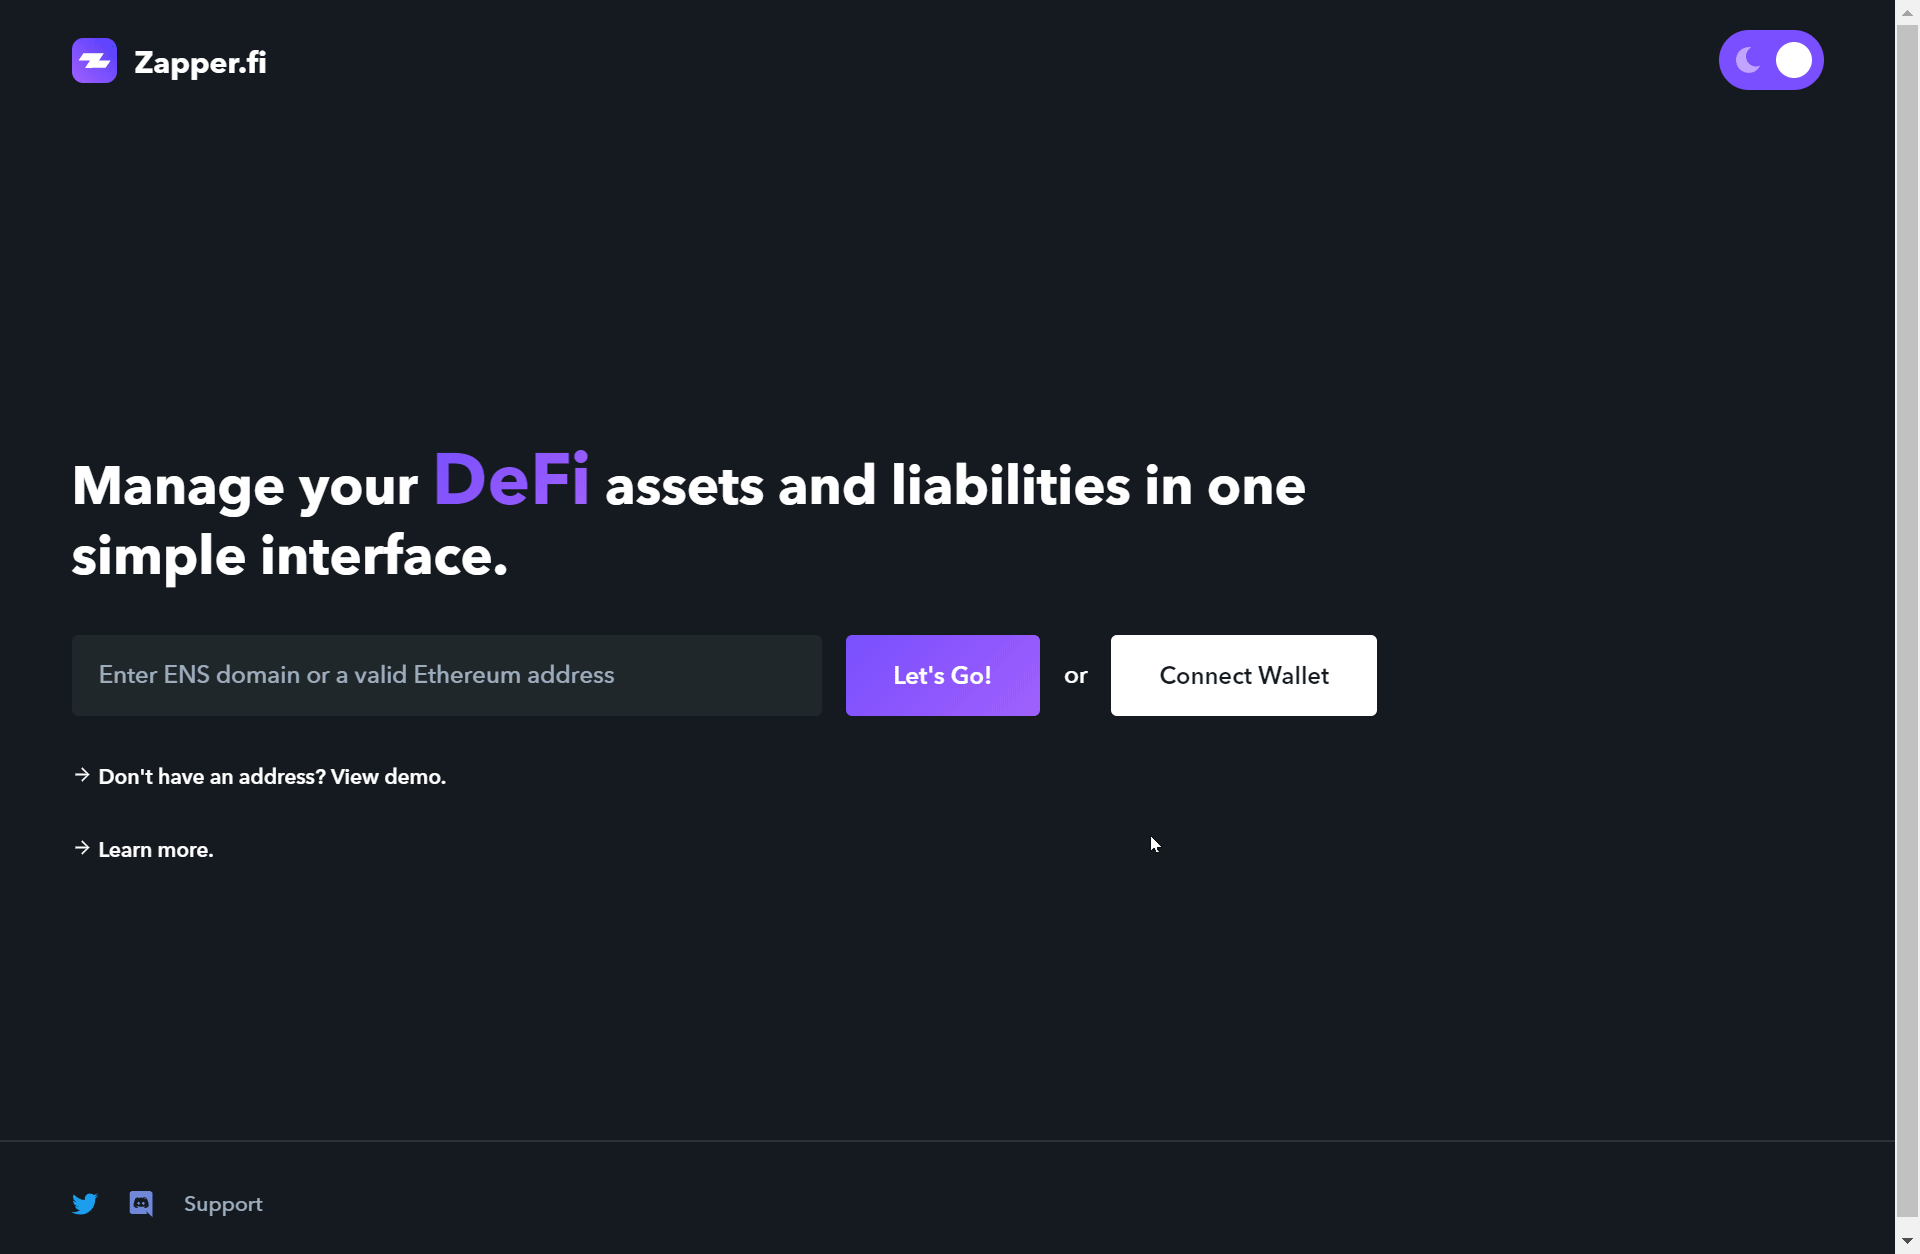 Zapper.fi
Manage your DeFi assets and liabilities in one
simple interface.
Enter ENS domain or a valid Ethereum address
Let's Go!
or
Connect Wallet
Don't have an address? View demo.
Learn more.
Support